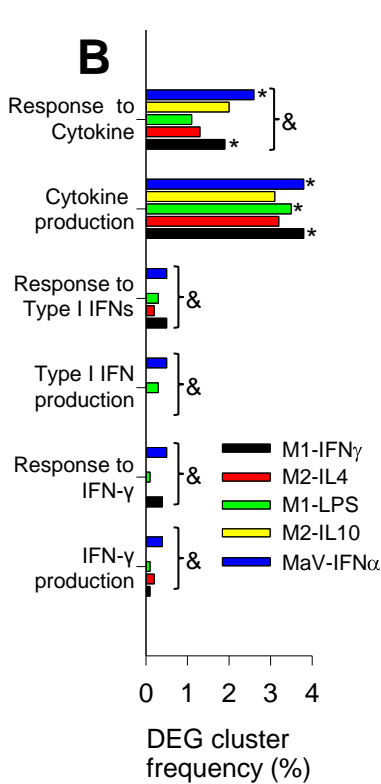 B
Response to
Cytokine
*
*
&
Cytokine
production
*
*
*
Response to
Type I IFNs
&
Type I IFN
production
&
Response to
IFN-γ
&
IFN-γ
production
&
M1-IFNγ
M2-IL4
M1-LPS
M2-IL10
MaV-IFNα
0 1 2 3 4
DEG cluster
frequency (%)